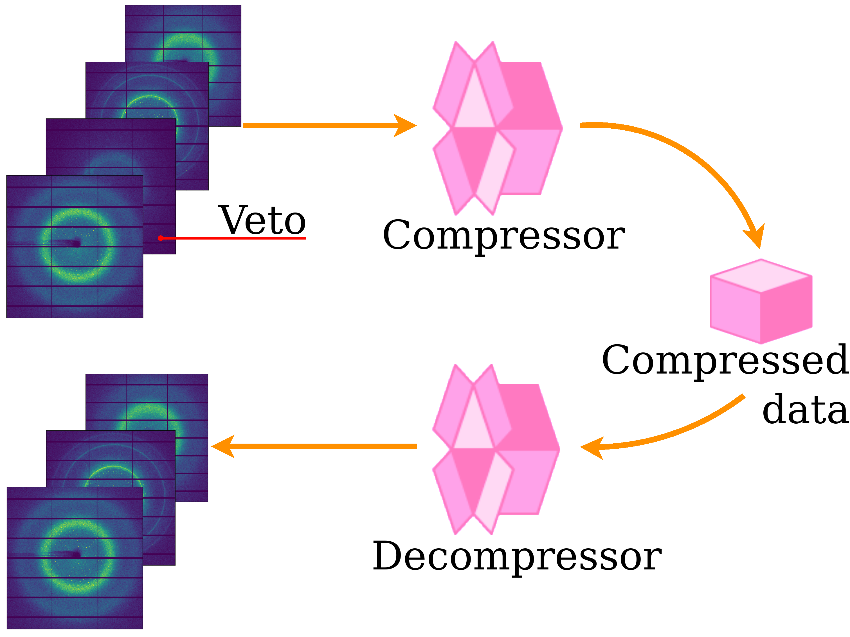 Veto
Compressor
Compressed
data
Decompressor